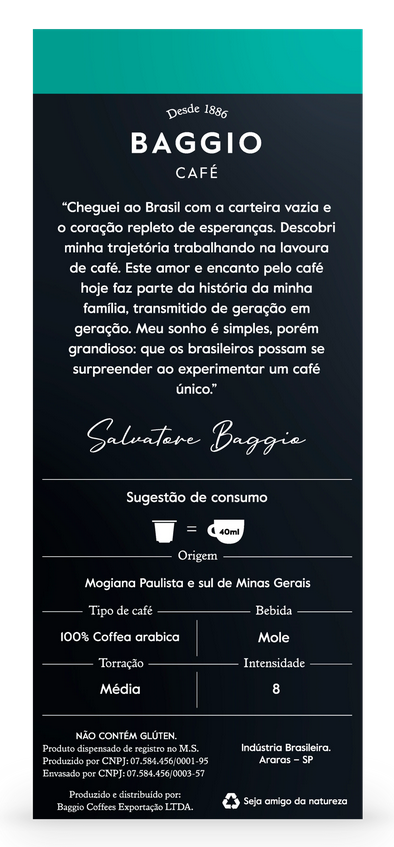 Desde 1886
BAGGIO
CAFÉ
“Cheguei ao Brasil com a carteira vazia e
o coração repleto de esperanças. Descobri
minha trajetória trabalhando na lavoura
de café. Este amor e encanto pelo café
hoje faz parte da história da minha
família, transmitido de geração em
geração. Meu sonho é simples, porém
grandioso: que os brasileiros possam se
surpreender ao experimentar um café
único.”
Salvatore Baggio
Sugestão de consumo
= 40ml
Origem
Mogiana Paulista e sul de Minas Gerais
Tipo de café Bebida
100% Coffea arabica Mole
Torração Intensidade
Média 8
NÃO CONTÉM GLÚTEN.
Produto dispensado de registro no M.S.
Produzido por CNPJ: 07.584.456/0001-95
Envasado por CNPJ: 07.584.456/0003-57
Indústria Brasileira.
Araras – SP
Produzido e distribuído por:
Baggio Coffees Exportação LTDA.
Seja amigo da natureza